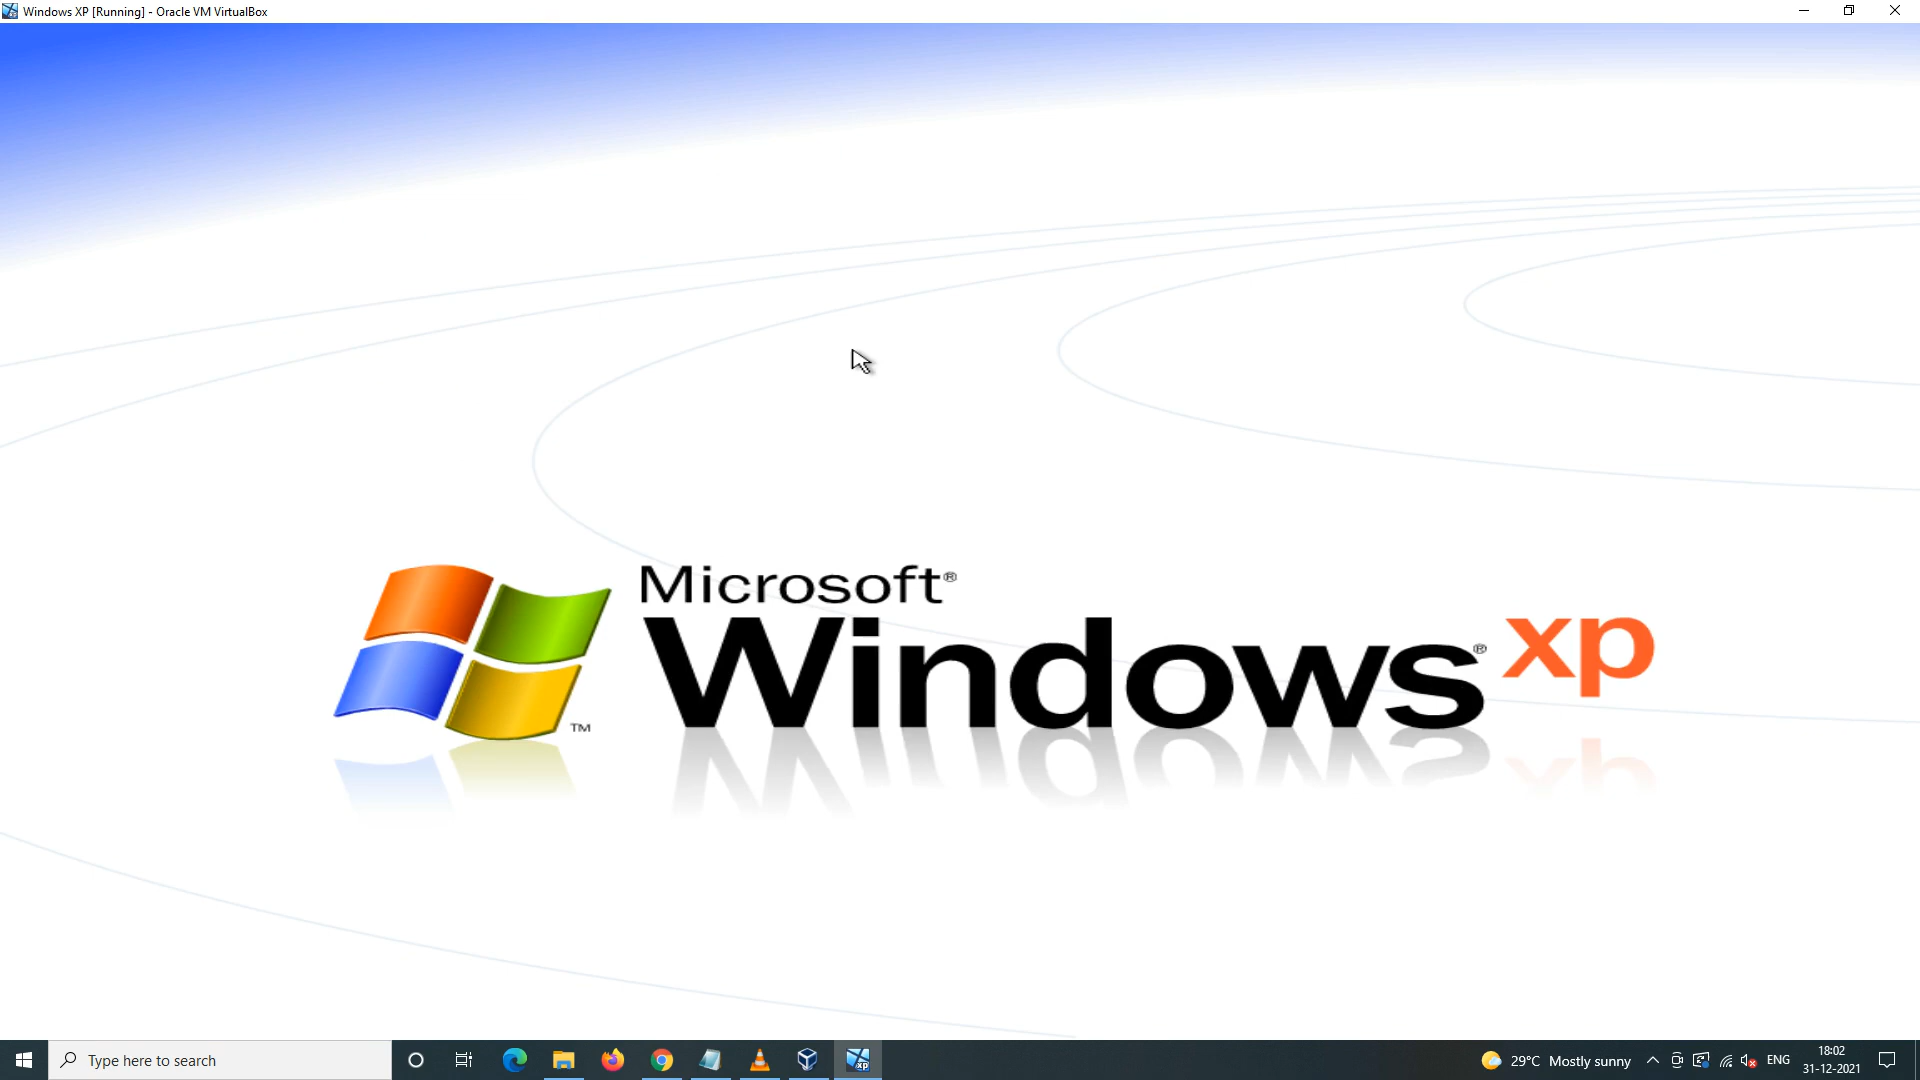 Windows XP [Running] - Oracle VM VirtualBox
Microsoft®
Windows® xp
TM
Type here to search
xp
29°C Mostly sunny
ENG
18:02
31-12-2021